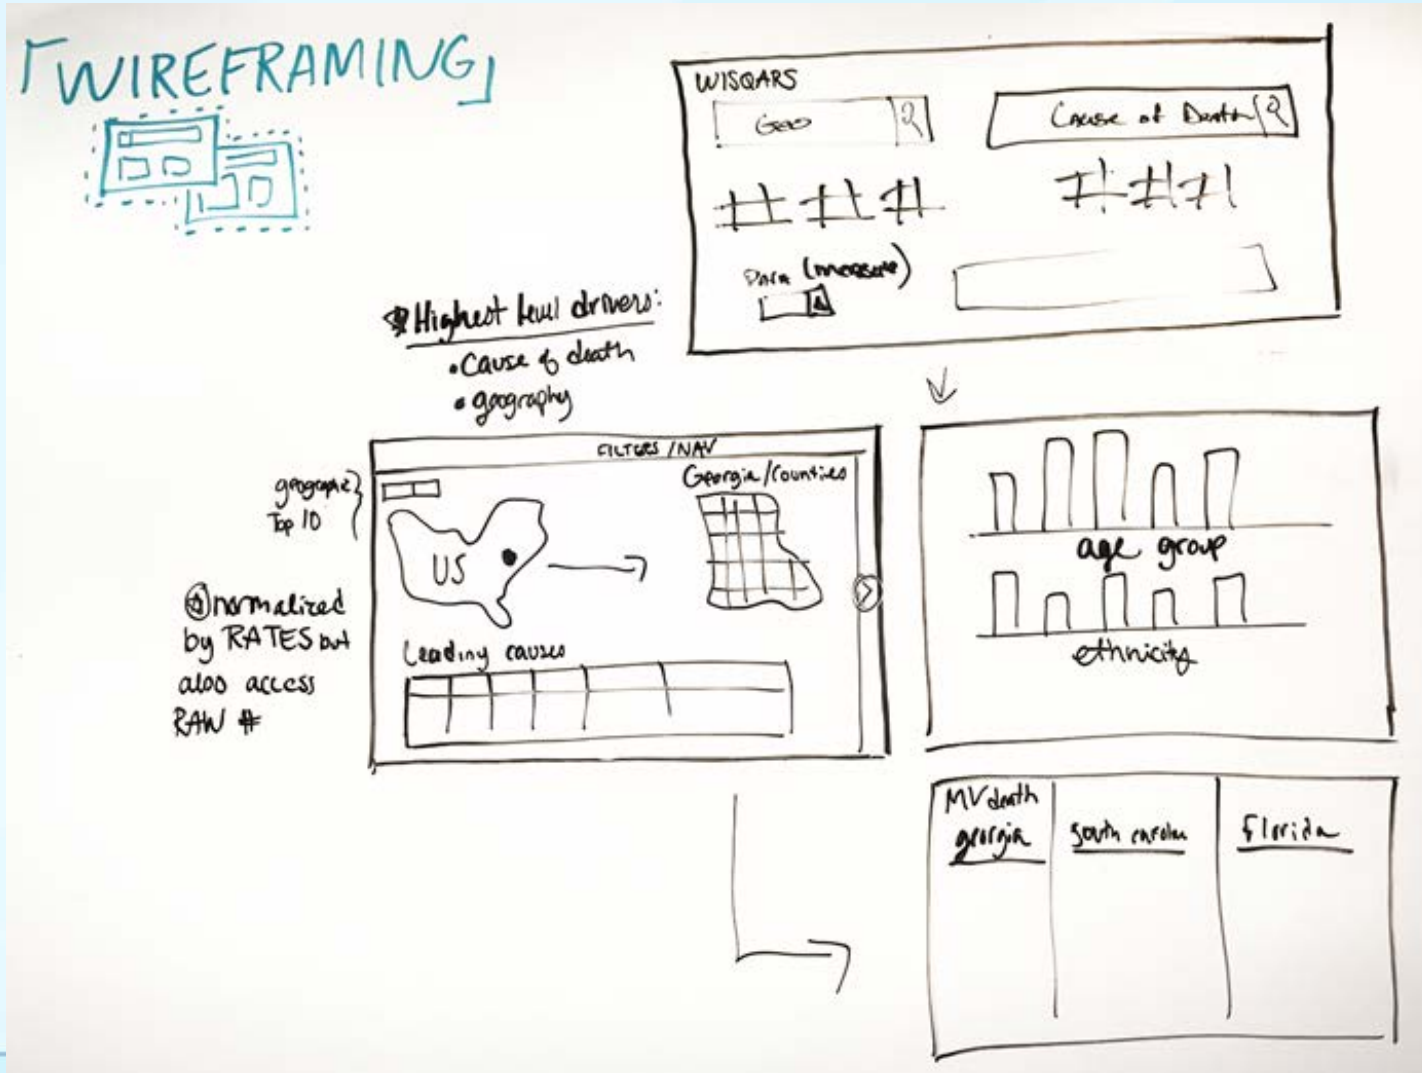 「WIREFRAMING」
WISQARS
Geo
Cause of Death
# # #
# # #
Data (measure)
Highest level drivers:
• Cause of death
• geography
FILTERS / NAV
geographic
Top 10
US
Georgia/Counties
normalized
by RATES but
also access
RAW #
Leading causes
age group
ethnicity
MV death
georgia
South carolina
Florida